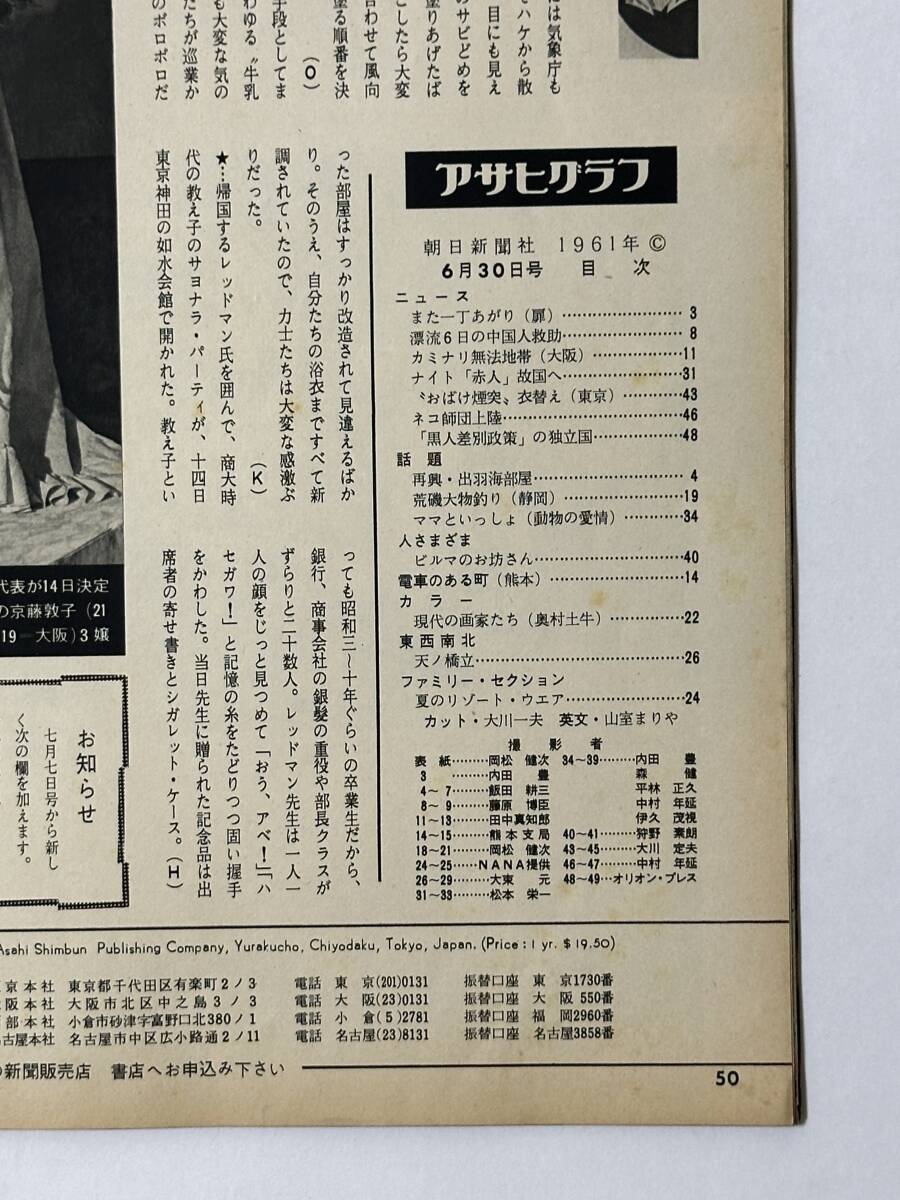 には気象庁も
てハケから散
目にも見え
のサビどめを
塗りあげたば
こしたら大変
合わせて風向
塗る順番を決
(O)
手段としてま
わゆる〝牛乳
も大変な気の
たちが巡業か
のボロボロだ
った部屋はすっかり改造されて見違えるばか
り。そのうえ、自分たちの浴衣まですべて新
調されていたので、力士たちは大変な感激ぶ
りだった。
(K)
★…帰国するレッドマン氏を囲んで、商大時
代の教え子のサヨナラ・パーティが、十四日
東京神田の如水会館で開かれた。教え子とい
っても昭和三〜十年ぐらいの卒業生だから、
銀行、商事会社の銀髪の重役や部長クラスが
ずらりと二十数人。レッドマン先生は一人一
人の顔をじっと見つめて「おう、アベ!」「ハ
セガワ!」と記憶の糸をたどりつつ固い握手
をかわした。当日先生に贈られた記念品は出
席者の寄せ書きとシガレット・ケース。(H)
代表が14日決定
の京藤敦子(21
19—大阪)3嬢
お知らせ
七月七日号から新し
く次の欄を加えます。
アサヒグラフ
朝日新聞社 1961年 ©
6月30日号 目次
ニュース
また一丁あがり(扉)……………………3
漂流6日の中国人救助……………………8
カミナリ無法地帯(大阪)………………11
ナイト「赤人」故国へ……………………31
〝おばけ煙突〟衣替え(東京)…………43
ネコ師団上陸………………………………46
「黒人差別政策」の独立国………………48
話題
再興・出羽海部屋…………………………4
荒磯大物釣り(静岡)……………………19
ママといっしょ(動物の愛情)…………34
人さまざま
ビルマのお坊さん…………………………40
電車のある町(熊本)……………………14
カラー
現代の画家たち(奥村土牛)……………22
東西南北
天ノ橋立……………………………………26
ファミリー・セクション
夏のリゾート・ウエア……………………24
カット・大川一夫 英文・山室まりや
撮影者
表紙………岡松 健次
3………内田 豊
4〜7………飯田 耕三
8〜9………藤原 博臣
11〜13………田中真知郎
14〜15………熊本支局
18〜21………岡松 健次
24〜25………NANA提供
26〜29………大東 元
31〜33………松本 栄一
34〜39………内田 豊
森 健
平林 正久
中村 年延
伊久 茂視
40〜41………狩野 素朗
43〜45………大川 定夫
46〜47………中村 年延
48〜49…オリオン・プレス
Asahi Shimbun Publishing Company, Yurakucho, Chiyodaku, Tokyo, Japan. (Price: 1 yr. $ 19.50)
京本社 東京都千代田区有楽町2ノ3 電話 東京(201)0131 振替口座 東京1730番
阪本社 大阪市北区中之島3ノ3 電話 大阪(23)0131 振替口座 大阪550番
部本社 小倉市砂津字富野口北380ノ1 電話 小倉(5)2781 振替口座 福岡2960番
古屋本社 名古屋市中区広小路通2ノ11 電話 名古屋(23)8131 振替口座 名古屋3858番
の新聞販売店 書店へお申込み下さい
50